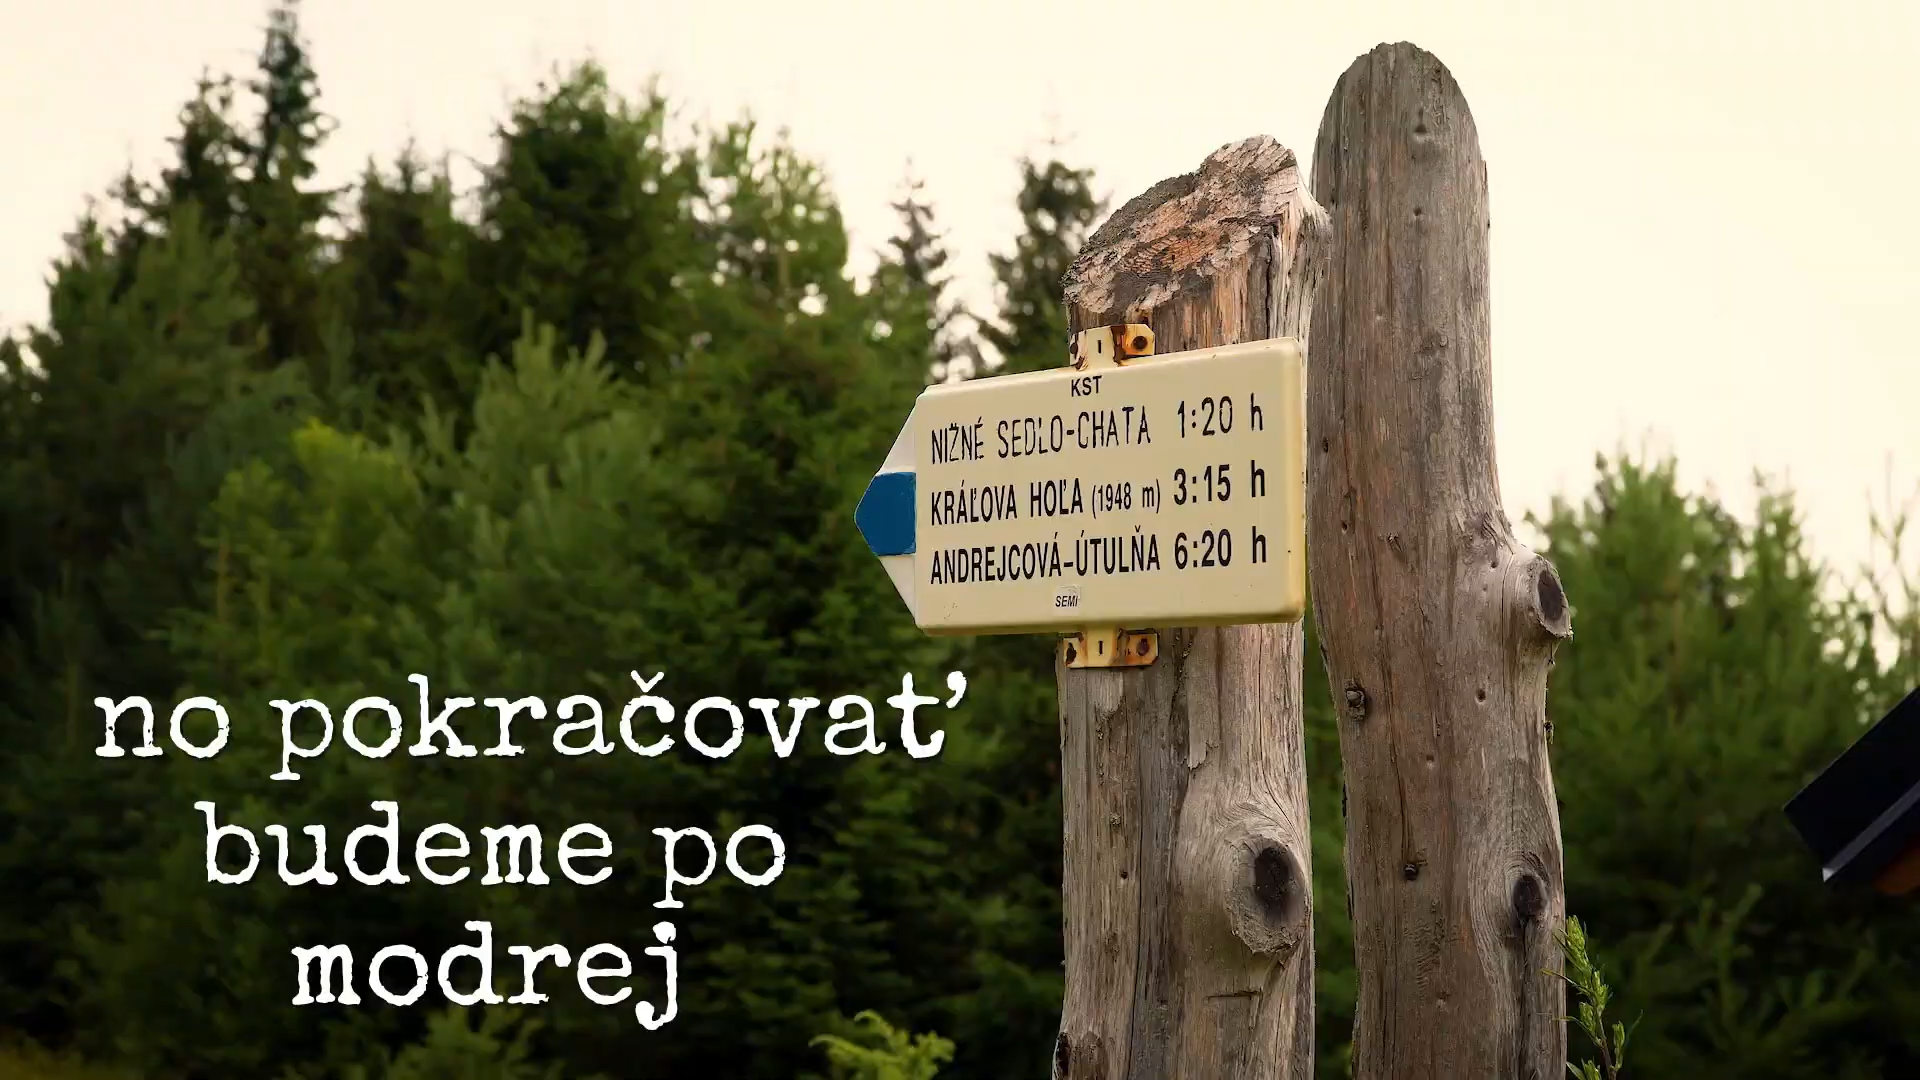 KST
NIŽNÉ SEDLO-CHATA 1:20 h
KRÁĽOVA HOĽA (1948 m) 3:15 h
ANDREJCOVÁ-ÚTULŇA 6:20 h
SEMI
no pokračovať
budeme po
modrej